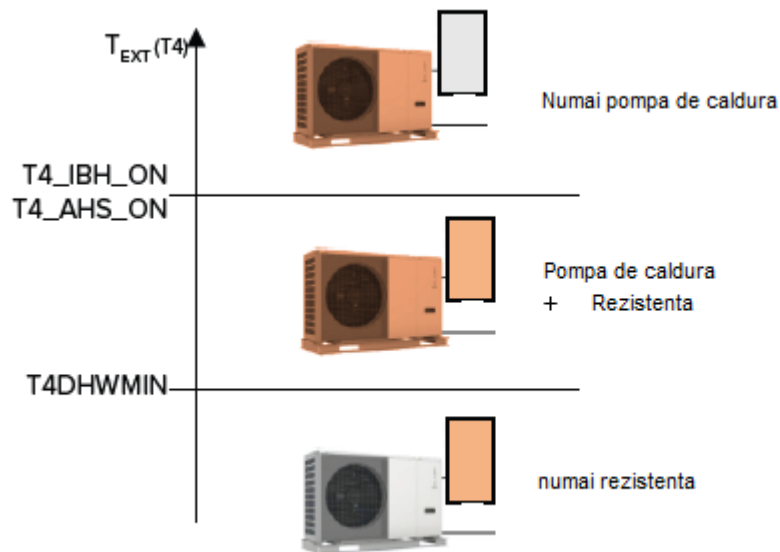 TEXT(T4)
Numai pompa de caldura
T4_IBH_ON
T4_AHS_ON
Pompa de caldura
+ Rezistenta
T4DHWMIN
numai rezistenta